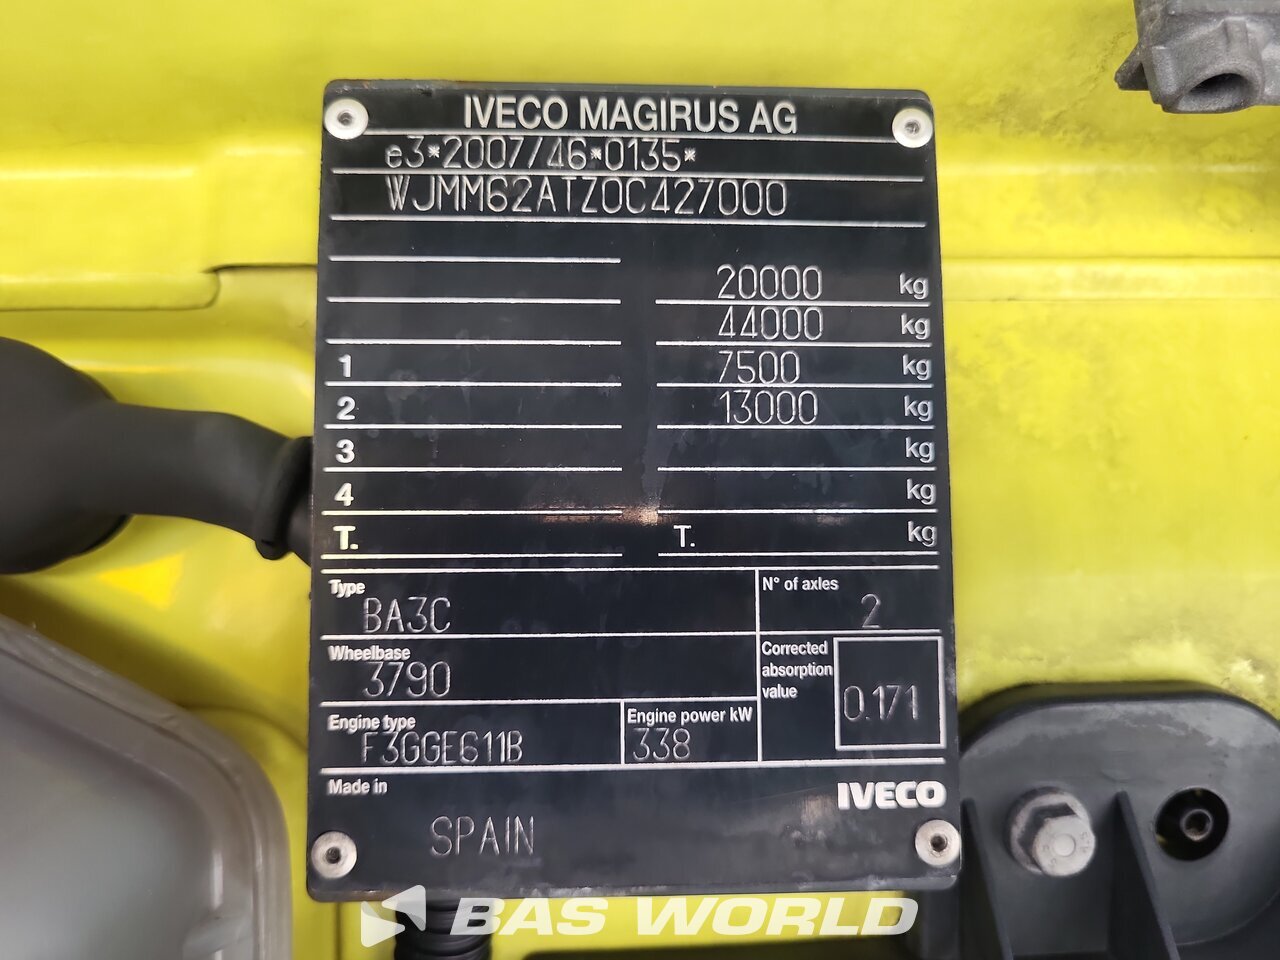 IVECO MAGIRUS AG
e3*2007/46*0135*
WJMM62ATZ0C427000
20000 kg
44000 kg
1 7500 kg
2 13000 kg
3 kg
4 kg
T. T. kg
Type N° of axles
BA3C 2
Wheelbase Corrected absorption value
3790 0.171
Engine type Engine power kW
F3GGE611B 338
Made in IVECO
SPAIN
BAS WORLD